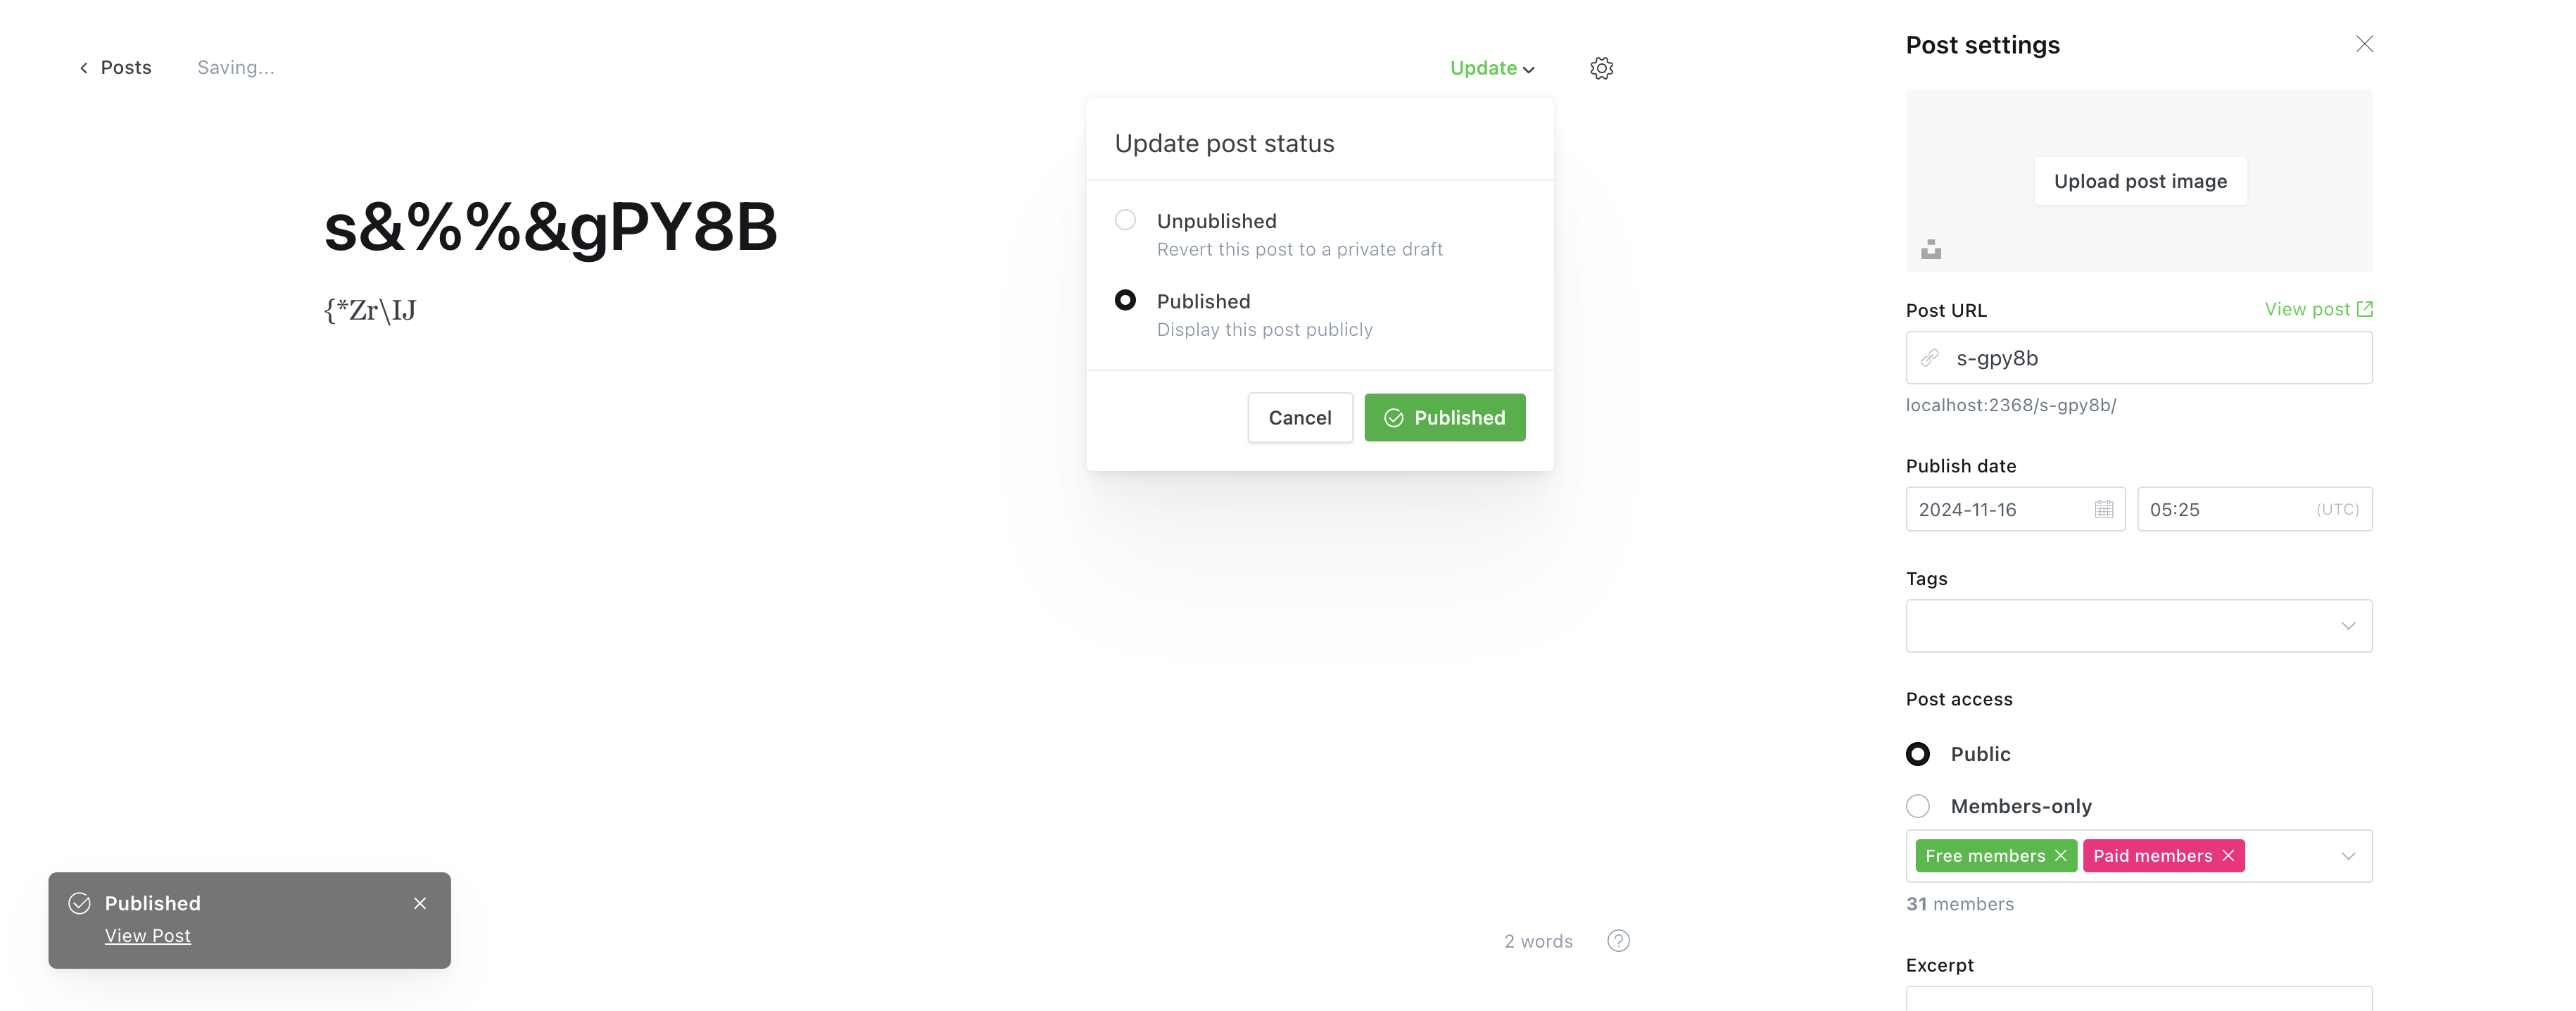 Posts
Saving...
Update
s&%%&gPY8B
{*Zr\IJ
Update post status
Unpublished
Revert this post to a private draft
Published
Display this post publicly
Cancel
Published
Published
View Post
2 words
?
Post settings
Upload post image
Post URL
View post
s-gpy8b
localhost:2368/s-gpy8b/
Publish date
2024-11-16
05:25
(UTC)
Tags
Post access
Public
Members-only
Free members
Paid members
31 members
Excerpt